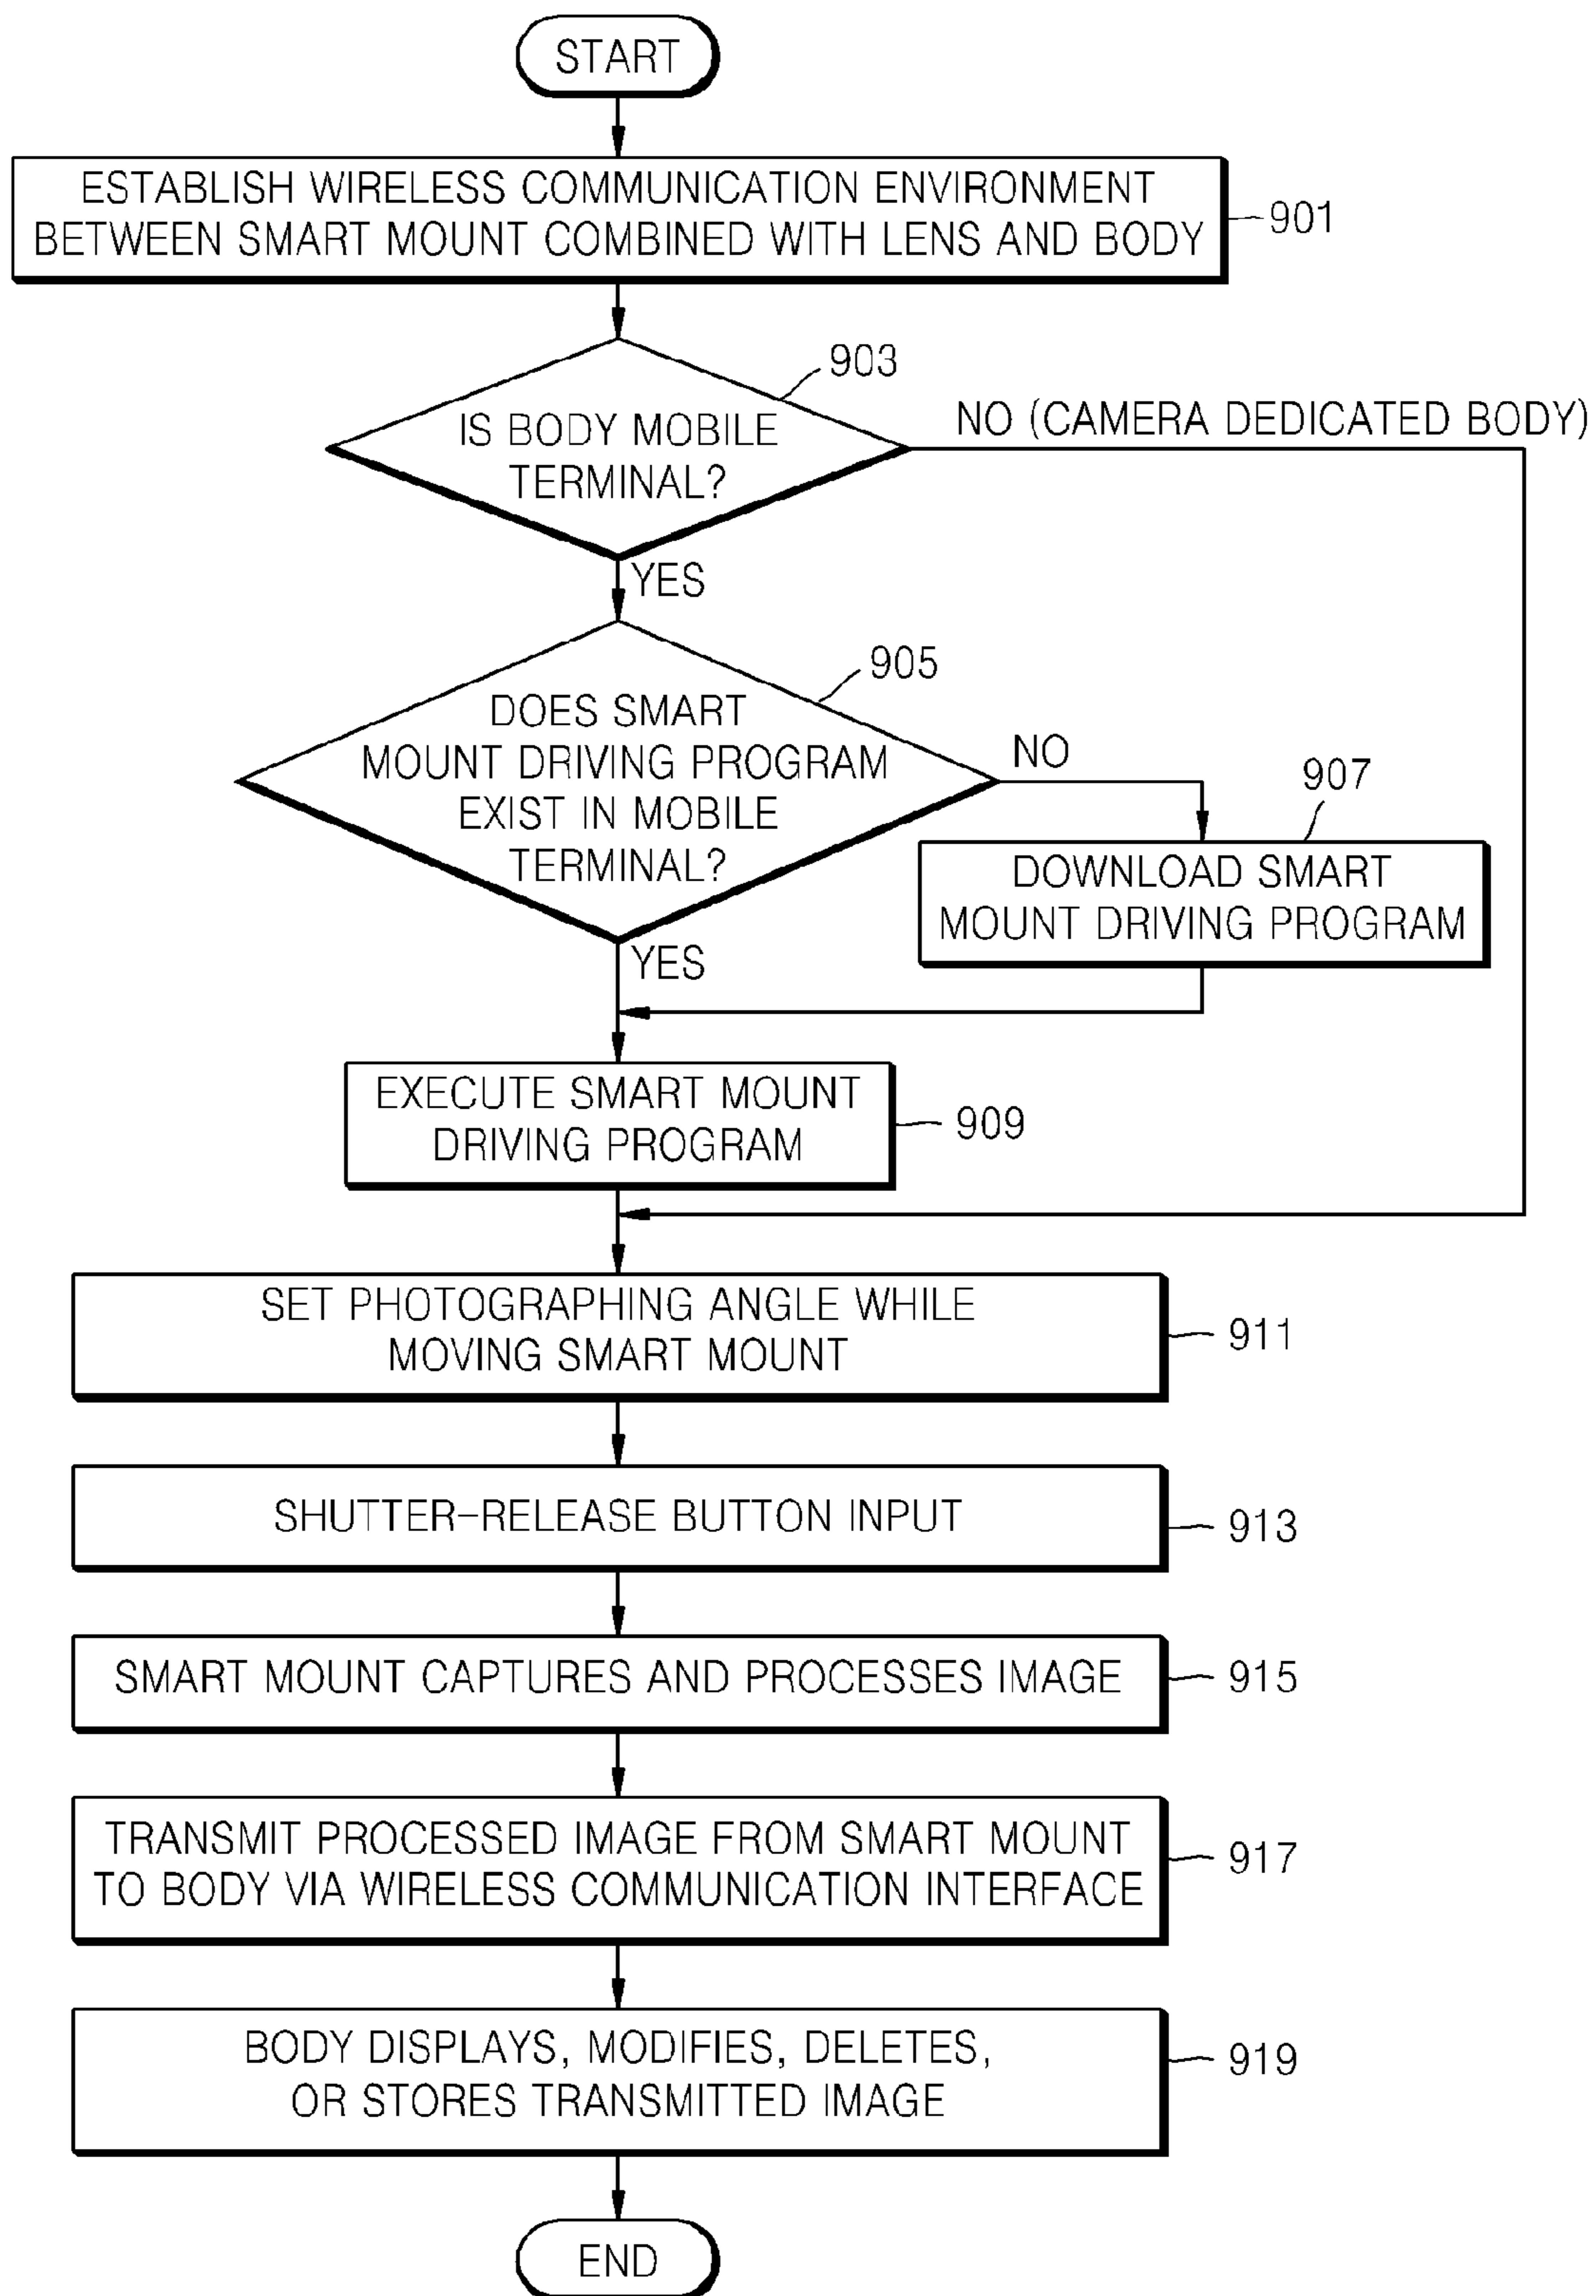 START
ESTABLISH WIRELESS COMMUNICATION ENVIRONMENT
BETWEEN SMART MOUNT COMBINED WITH LENS AND BODY
901
903
IS BODY MOBILE
TERMINAL?
NO (CAMERA DEDICATED BODY)
YES
905
DOES SMART
MOUNT DRIVING PROGRAM
EXIST IN MOBILE
TERMINAL?
NO
907
DOWNLOAD SMART
MOUNT DRIVING PROGRAM
YES
EXECUTE SMART MOUNT
DRIVING PROGRAM
909
SET PHOTOGRAPHING ANGLE WHILE
MOVING SMART MOUNT
911
SHUTTER-RELEASE BUTTON INPUT
913
SMART MOUNT CAPTURES AND PROCESSES IMAGE
915
TRANSMIT PROCESSED IMAGE FROM SMART MOUNT
TO BODY VIA WIRELESS COMMUNICATION INTERFACE
917
BODY DISPLAYS, MODIFIES, DELETES,
OR STORES TRANSMITTED IMAGE
919
END